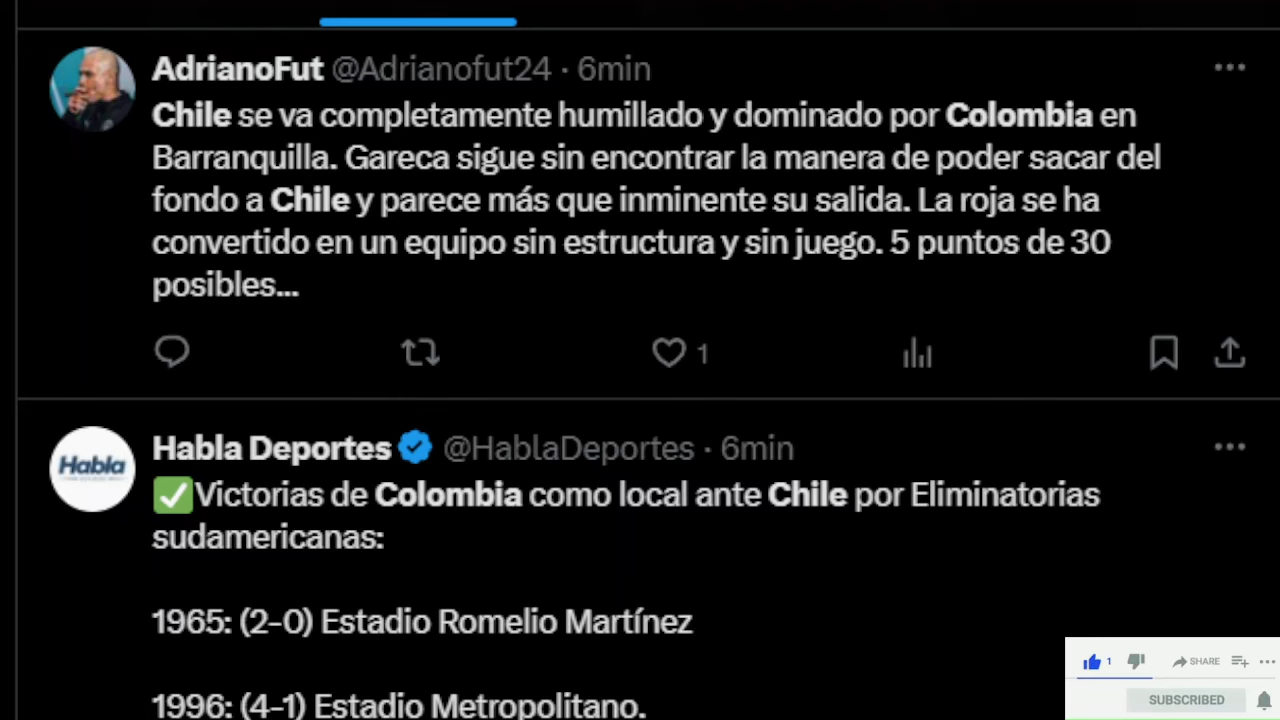 AdrianoFut @Adrianofut24 · 6min
Chile se va completamente humillado y dominado por Colombia en
Barranquilla. Gareca sigue sin encontrar la manera de poder sacar del
fondo a Chile y parece más que inminente su salida. La roja se ha
convertido en un equipo sin estructura y sin juego. 5 puntos de 30
posibles...
1
Habla
Habla Deportes @HablaDeportes · 6min
✅Victorias de Colombia como local ante Chile por Eliminatorias
sudamericanas:
1965: (2-0) Estadio Romelio Martínez
1996: (4-1) Estadio Metropolitano.
1 SHARE
SUBSCRIBED